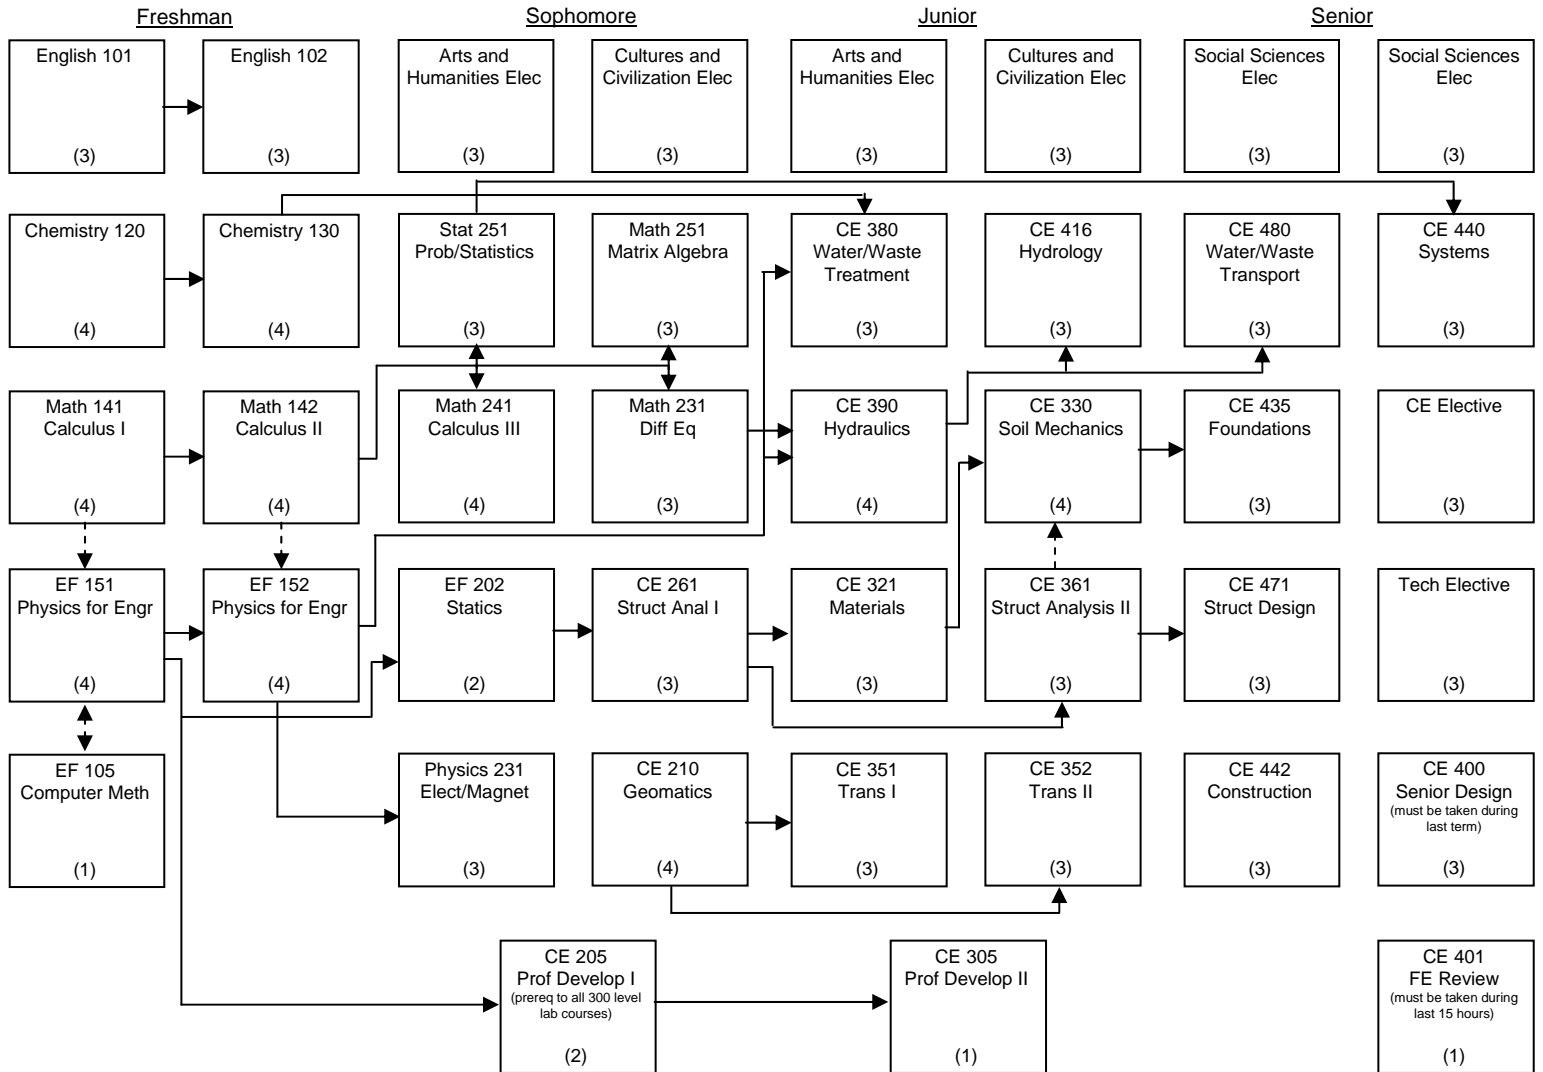 Freshman
Sophomore
Junior
Senior
English 101
(3)
English 102
(3)
Arts and
Humanities Elec
(3)
Cultures and
Civilization Elec
(3)
Arts and
Humanities Elec
(3)
Cultures and
Civilization Elec
(3)
Social Sciences
Elec
(3)
Social Sciences
Elec
(3)
Chemistry 120
(4)
Chemistry 130
(4)
Stat 251
Prob/Statistics
(3)
Math 251
Matrix Algebra
(3)
CE 380
Water/Waste
Treatment
(3)
CE 416
Hydrology
(3)
CE 480
Water/Waste
Transport
(3)
CE 440
Systems
(3)
Math 141
Calculus I
(4)
Math 142
Calculus II
(4)
Math 241
Calculus III
(4)
Math 231
Diff Eq
(3)
CE 390
Hydraulics
(4)
CE 330
Soil Mechanics
(4)
CE 435
Foundations
(3)
CE Elective
(3)
EF 151
Physics for Engr
(4)
EF 152
Physics for Engr
(4)
EF 202
Statics
(2)
CE 261
Struct Anal I
(3)
CE 321
Materials
(3)
CE 361
Struct Analysis II
(3)
CE 471
Struct Design
(3)
Tech Elective
(3)
EF 105
Computer Meth
(1)
Physics 231
Elect/Magnet
(3)
CE 210
Geomatics
(4)
CE 351
Trans I
(3)
CE 352
Trans II
(3)
CE 442
Construction
(3)
CE 400
Senior Design
(must be taken during
last term)
(3)
CE 205
Prof Develop I
(prereq to all 300 level
lab courses)
(2)
CE 305
Prof Develop II
(1)
CE 401
FE Review
(must be taken during
last 15 hours)
(1)